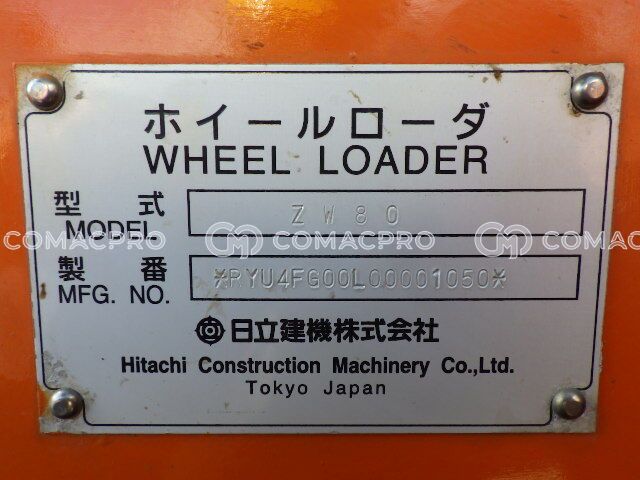 ホイールローダ
WHEEL LOADER
型式 ZW80
MODEL
COMACPRO COMACPRO COMACPRO
製番 *RYU4FG00L00001050*
MFG. NO.
日立建機株式会社
Hitachi Construction Machinery Co.,Ltd.
Tokyo Japan